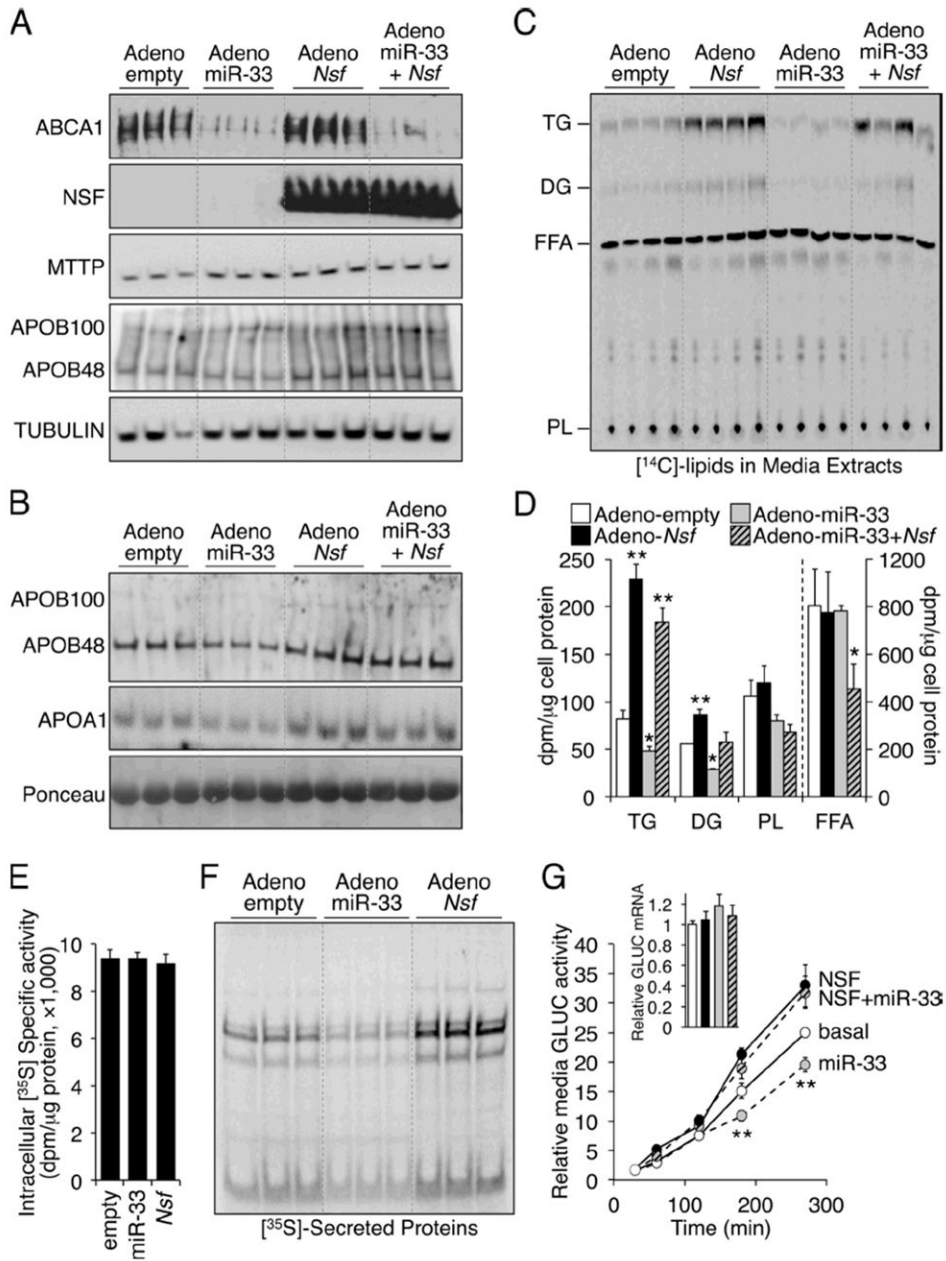 A
Adeno empty
Adeno miR-33
Adeno Nsf
Adeno miR-33 + Nsf
ABCA1
NSF
MTTP
APOB100
APOB48
TUBULIN
B
Adeno empty
Adeno miR-33
Adeno Nsf
Adeno miR-33 + Nsf
APOB100
APOB48
APOA1
Ponceau
C
Adeno empty
Adeno Nsf
Adeno miR-33
Adeno miR-33 + Nsf
TG
DG
FFA
PL
[¹⁴C]-lipids in Media Extracts
D
Adeno-empty
Adeno-miR-33
Adeno-Nsf
Adeno-miR-33+Nsf
dpm/µg cell protein
250
200
150
100
50
0
**
*
**
**
*
*
1200
1000
800
600
400
200
0
dpm/µg cell protein
TG
DG
PL
FFA
E
Intracellular [³⁵S] Specific activity
(dpm/µg protein, ×1,000)
10
8
6
4
2
0
empty
miR-33
Nsf
F
Adeno empty
Adeno miR-33
Adeno Nsf
[³⁵S]-Secreted Proteins
G
Relative media GLUC activity
40
35
30
25
20
15
10
5
0
Relative GLUC mRNA
1.2
1
0.8
0.6
0.4
0.2
0
NSF
NSF+miR-33
basal
miR-33
**
**
0
100
200
300
Time (min)